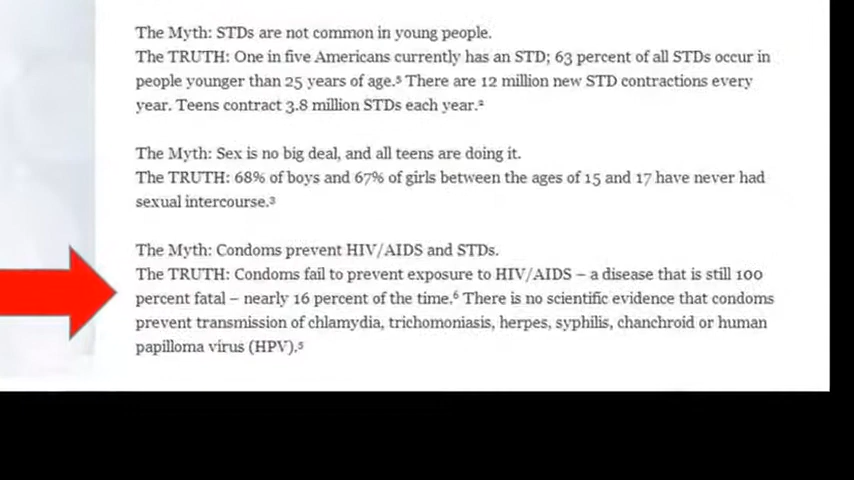 The Myth: STDs are not common in young people.
The TRUTH: One in five Americans currently has an STD; 63 percent of all STDs occur in
people younger than 25 years of age.⁵ There are 12 million new STD contractions every
year. Teens contract 3.8 million STDs each year.²
The Myth: Sex is no big deal, and all teens are doing it.
The TRUTH: 68% of boys and 67% of girls between the ages of 15 and 17 have never had
sexual intercourse.³
The Myth: Condoms prevent HIV/AIDS and STDs.
The TRUTH: Condoms fail to prevent exposure to HIV/AIDS – a disease that is still 100
percent fatal – nearly 16 percent of the time.⁶ There is no scientific evidence that condoms
prevent transmission of chlamydia, trichomoniasis, herpes, syphilis, chanchroid or human
papilloma virus (HPV).⁵